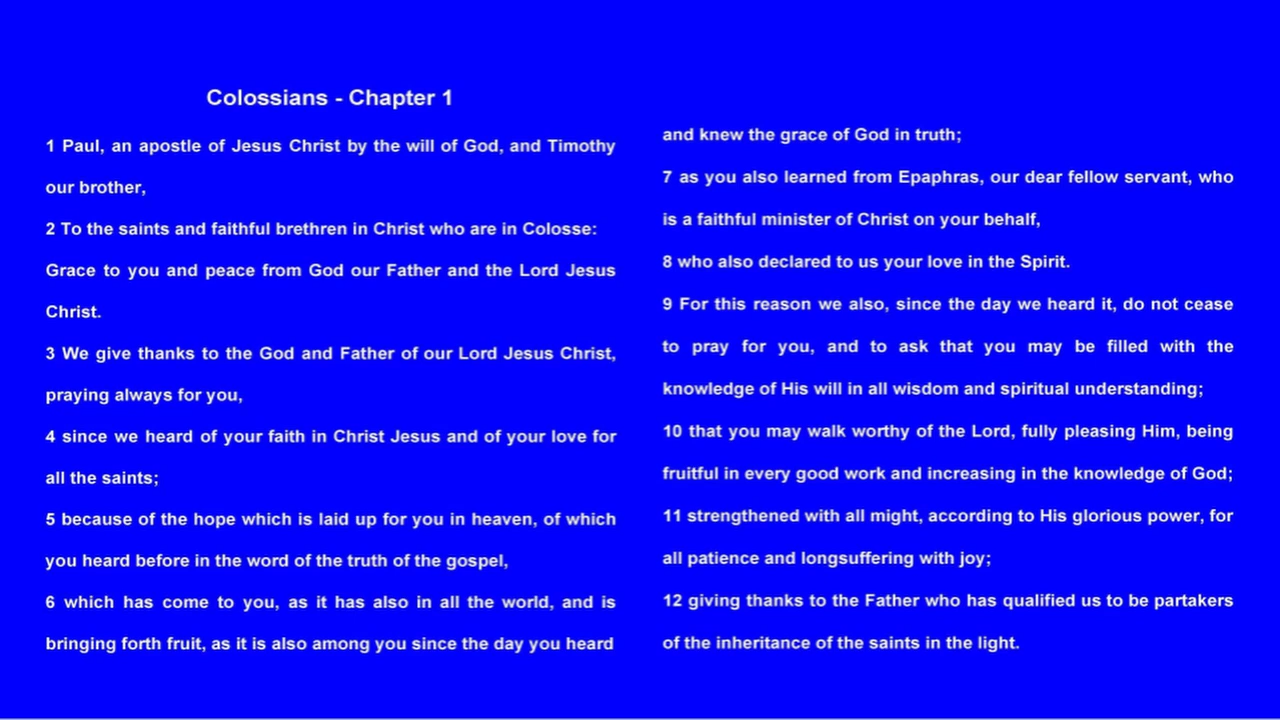 Colossians - Chapter 1
1 Paul, an apostle of Jesus Christ by the will of God, and Timothy
our brother,
2 To the saints and faithful brethren in Christ who are in Colosse:
Grace to you and peace from God our Father and the Lord Jesus
Christ.
3 We give thanks to the God and Father of our Lord Jesus Christ,
praying always for you,
4 since we heard of your faith in Christ Jesus and of your love for
all the saints;
5 because of the hope which is laid up for you in heaven, of which
you heard before in the word of the truth of the gospel,
6 which has come to you, as it has also in all the world, and is
bringing forth fruit, as it is also among you since the day you heard
and knew the grace of God in truth;
7 as you also learned from Epaphras, our dear fellow servant, who
is a faithful minister of Christ on your behalf,
8 who also declared to us your love in the Spirit.
9 For this reason we also, since the day we heard it, do not cease
to pray for you, and to ask that you may be filled with the
knowledge of His will in all wisdom and spiritual understanding;
10 that you may walk worthy of the Lord, fully pleasing Him, being
fruitful in every good work and increasing in the knowledge of God;
11 strengthened with all might, according to His glorious power, for
all patience and longsuffering with joy;
12 giving thanks to the Father who has qualified us to be partakers
of the inheritance of the saints in the light.